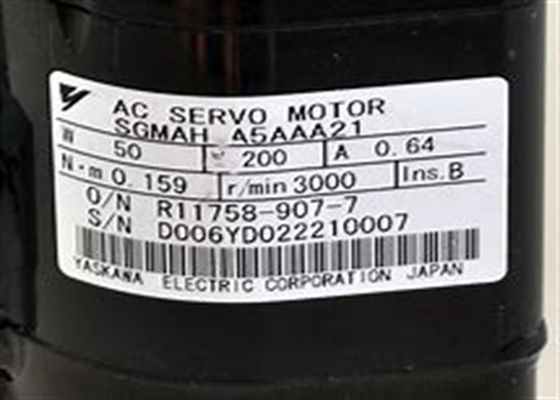 AC SERVO MOTOR
SGMAH A5AAA21
W 50 200 A 0.64
N-m 0.159 r/min 3000 Ins.B
O/N R11758-907-7
S/N D006YD022210007
YASKAWA ELECTRIC CORPORATION JAPAN